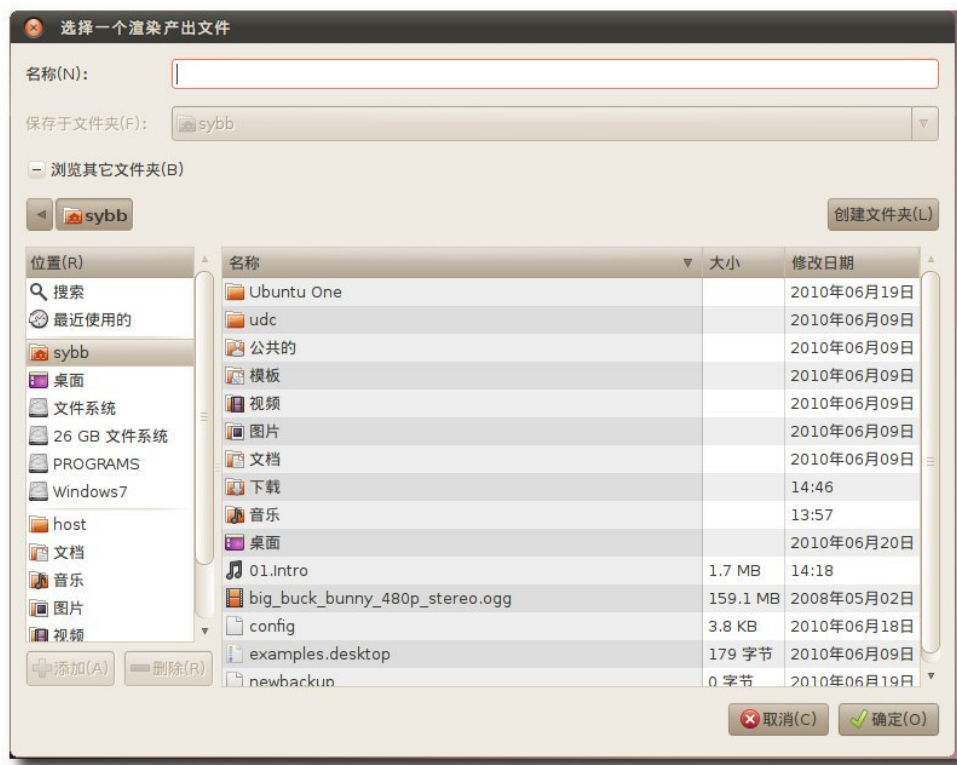 选择一个渲染产出文件
名称(N):
保存于文件夹(F): sybb
浏览其它文件夹(B)
sybb 创建文件夹(L)
位置(R)
搜索
最近使用的
sybb
桌面
文件系统
26 GB 文件系统
PROGRAMS
Windows7
host
文档
音乐
图片
视频
添加(A) 删除(R)
名称 大小 修改日期
Ubuntu One 2010年06月19日
udc 2010年06月09日
公共的 2010年06月09日
模板 2010年06月09日
视频 2010年06月09日
图片 2010年06月09日
文档 2010年06月09日
下载 14:46
音乐 13:57
桌面 2010年06月20日
01.Intro 1.7 MB 14:18
big_buck_bunny_480p_stereo.ogg 159.1 MB 2008年05月02日
config 3.8 KB 2010年06月18日
examples.desktop 179 字节 2010年06月09日
newbackup 0 字节 2010年06月19日
取消(C) 确定(O)